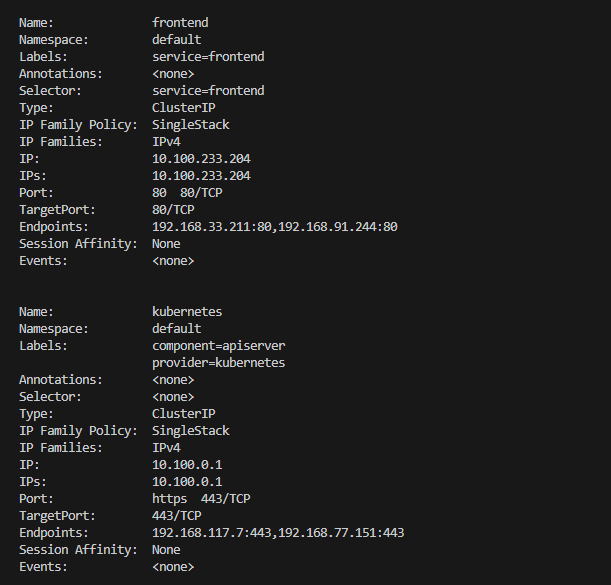 Name:              frontend
Namespace:         default
Labels:            service=frontend
Annotations:       <none>
Selector:          service=frontend
Type:              ClusterIP
IP Family Policy:  SingleStack
IP Families:       IPv4
IP:                10.100.233.204
IPs:               10.100.233.204
Port:              80  80/TCP
TargetPort:        80/TCP
Endpoints:         192.168.33.211:80,192.168.91.244:80
Session Affinity:  None
Events:            <none>
Name:              kubernetes
Namespace:         default
Labels:            component=apiserver
                   provider=kubernetes
Annotations:       <none>
Selector:          <none>
Type:              ClusterIP
IP Family Policy:  SingleStack
IP Families:       IPv4
IP:                10.100.0.1
IPs:               10.100.0.1
Port:              https  443/TCP
TargetPort:        443/TCP
Endpoints:         192.168.117.7:443,192.168.77.151:443
Session Affinity:  None
Events:            <none>